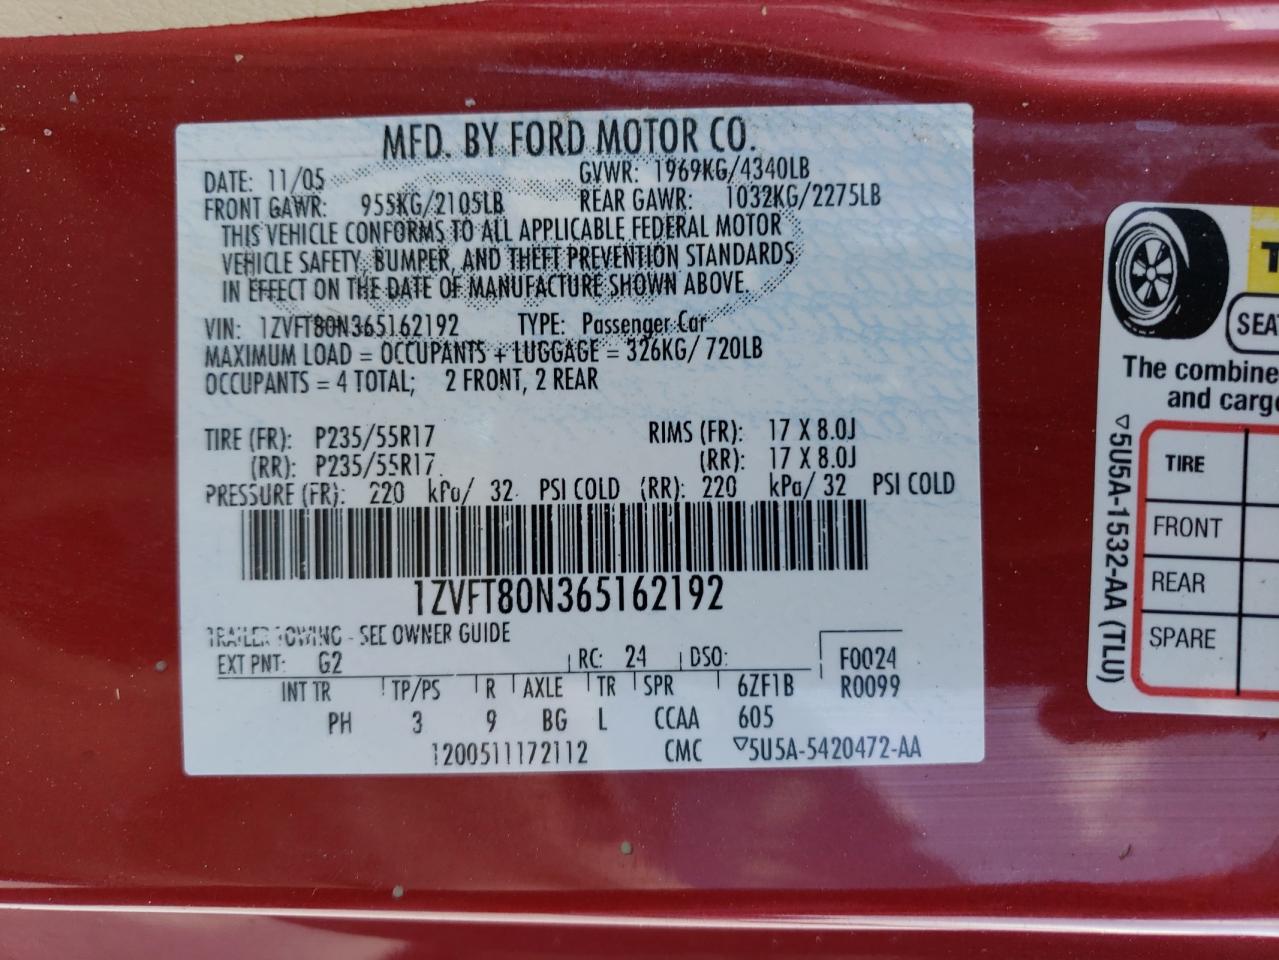 MFD. BY FORD MOTOR CO.
DATE: 11/05 GVWR: 1969KG/4340LB
FRONT GAWR: 955KG/2105LB REAR GAWR: 1032KG/2275LB
THIS VEHICLE CONFORMS TO ALL APPLICABLE FEDERAL MOTOR
VEHICLE SAFETY, BUMPER, AND THEFT PREVENTION STANDARDS
IN EFFECT ON THE DATE OF MANUFACTURE SHOWN ABOVE.
VIN: 1ZVFT80N365162192 TYPE: Passenger Car
MAXIMUM LOAD = OCCUPANTS + LUGGAGE = 326KG/ 720LB
OCCUPANTS = 4 TOTAL; 2 FRONT, 2 REAR
TIRE (FR): P235/55R17 RIMS (FR): 17 X 8.0J
(RR): P235/55R17 (RR): 17 X 8.0J
PRESSURE (FR): 220 kPa/ 32 PSI COLD (RR): 220 kPa/ 32 PSI COLD
1ZVFT80N365162192
TRAILER TOWING - SEE OWNER GUIDE
EXT PNT: G2 RC: 24 DSO: F0024
INT TR TP/PS R AXLE TR SPR 6ZF1B R0099
PH 3 9 BG L CCAA 605
1200511172112 CMC ▽5U5A-5420472-AA
SEAT
The combine
and cargo
TIRE
FRONT
REAR
SPARE
▽5U5A-1532-AA (TLU)